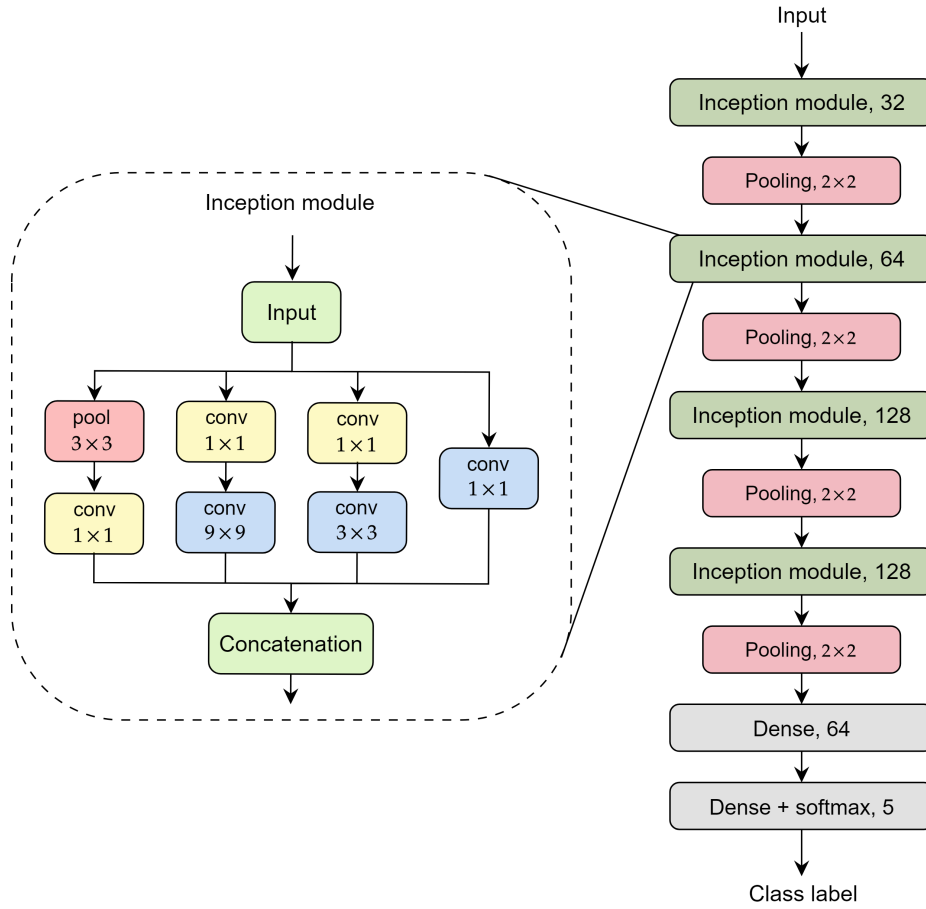 Input
Inception module, 32
Pooling, 2×2
Inception module, 64
Pooling, 2×2
Inception module, 128
Pooling, 2×2
Inception module, 128
Pooling, 2×2
Dense, 64
Dense + softmax, 5
Class label
Inception module
Input
pool
3×3
conv
1×1
conv
1×1
conv
1×1
conv
1×1
conv
9×9
conv
3×3
Concatenation